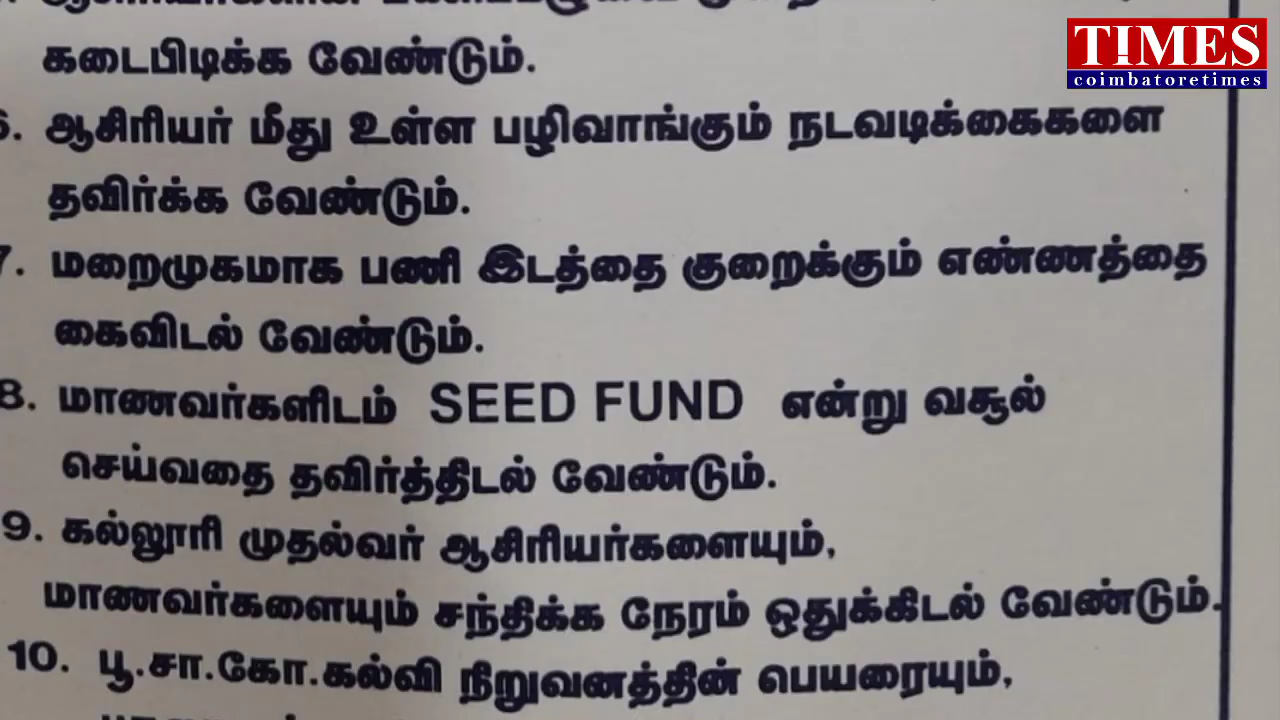 TIMES
coimbatoretimes
கடைபிடிக்க வேண்டும்.
6. ஆசிரியர் மீது உள்ள பழிவாங்கும் நடவடிக்கைகளை
தவிர்க்க வேண்டும்.
7. மறைமுகமாக பணி இடத்தை குறைக்கும் எண்ணத்தை
கைவிடல் வேண்டும்.
8. மாணவர்களிடம் SEED FUND என்று வசூல்
செய்வதை தவிர்த்திடல் வேண்டும்.
9. கல்லூரி முதல்வர் ஆசிரியர்களையும்,
மாணவர்களையும் சந்திக்க நேரம் ஒதுக்கிடல் வேண்டும்.
10. பூ.சா.கோ.கல்வி நிறுவனத்தின் பெயரையும்,